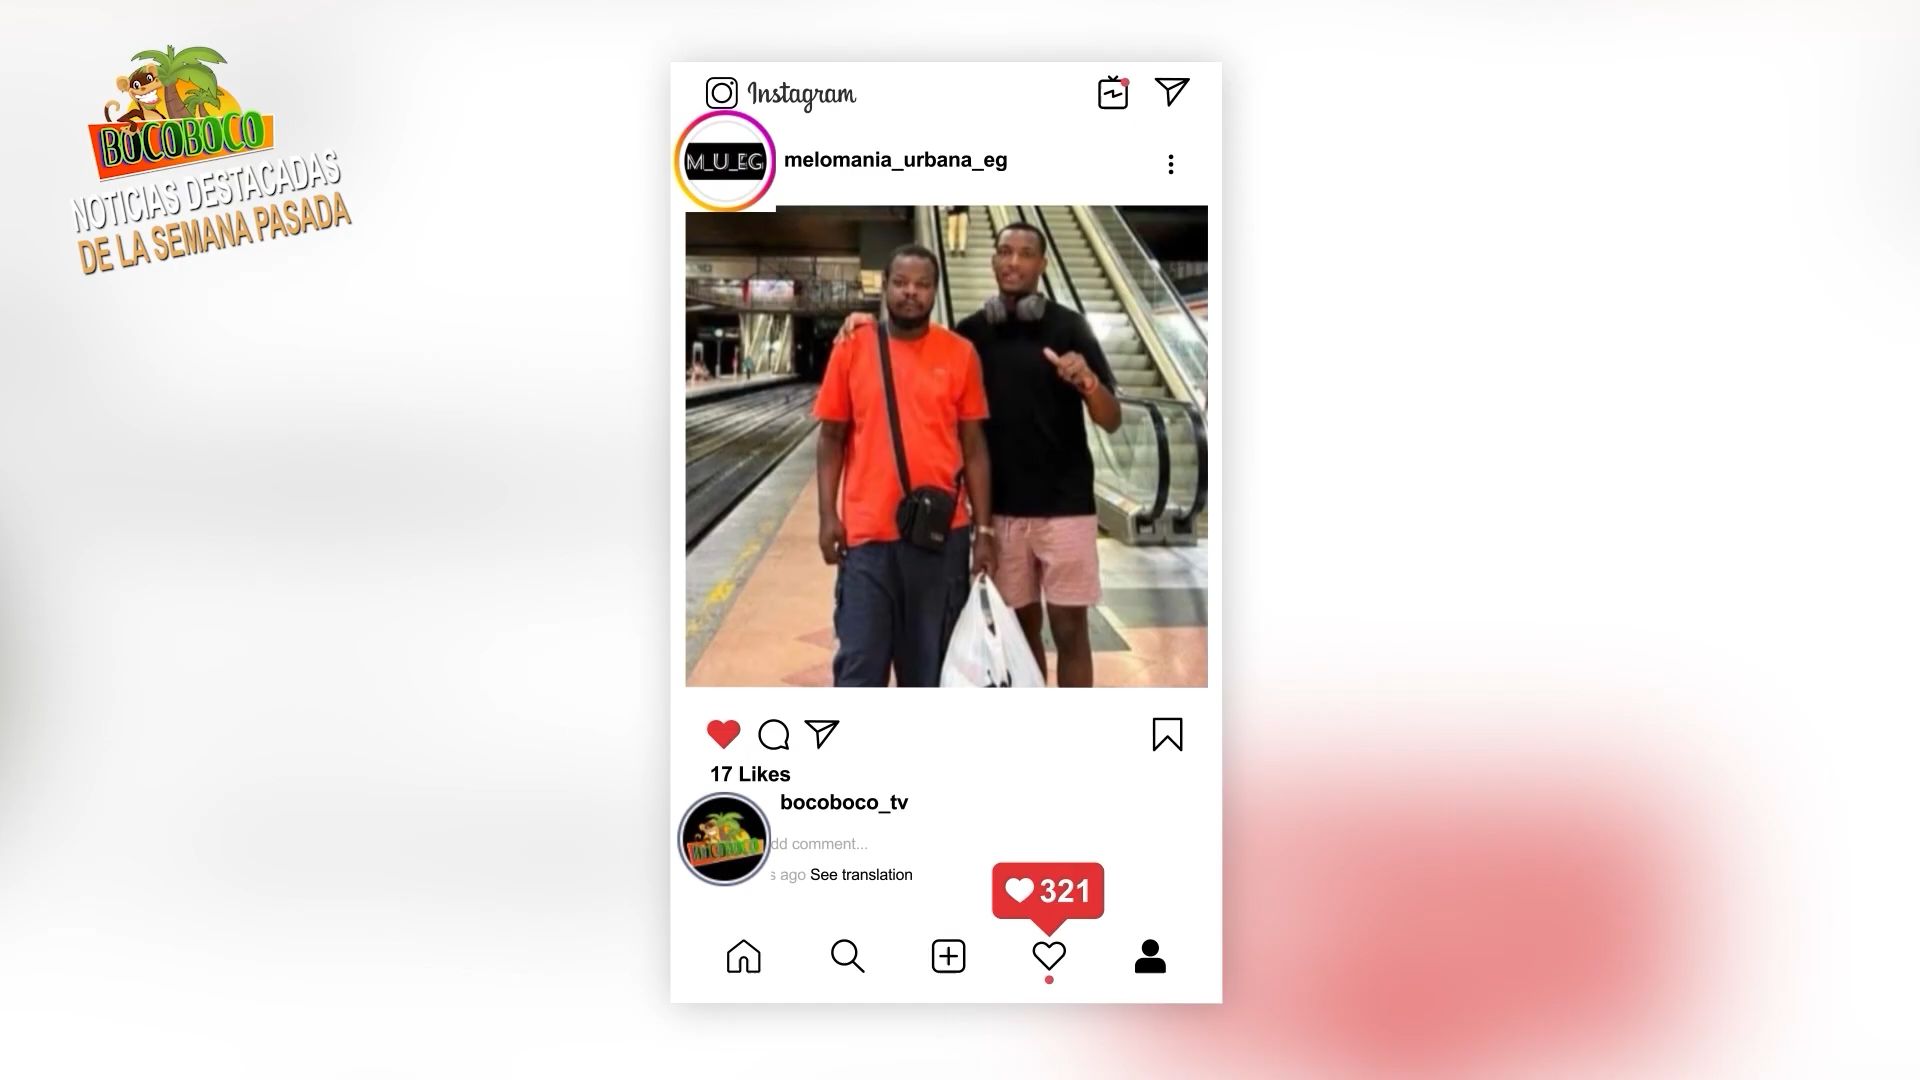 BOCOBOCO
NOTICIAS DESTACADAS
DE LA SEMANA PASADA
Instagram
M_U_EG
melomania_urbana_eg
17 Likes
bocoboco_tv
BOCOBOCO
dd comment...
s ago See translation
321